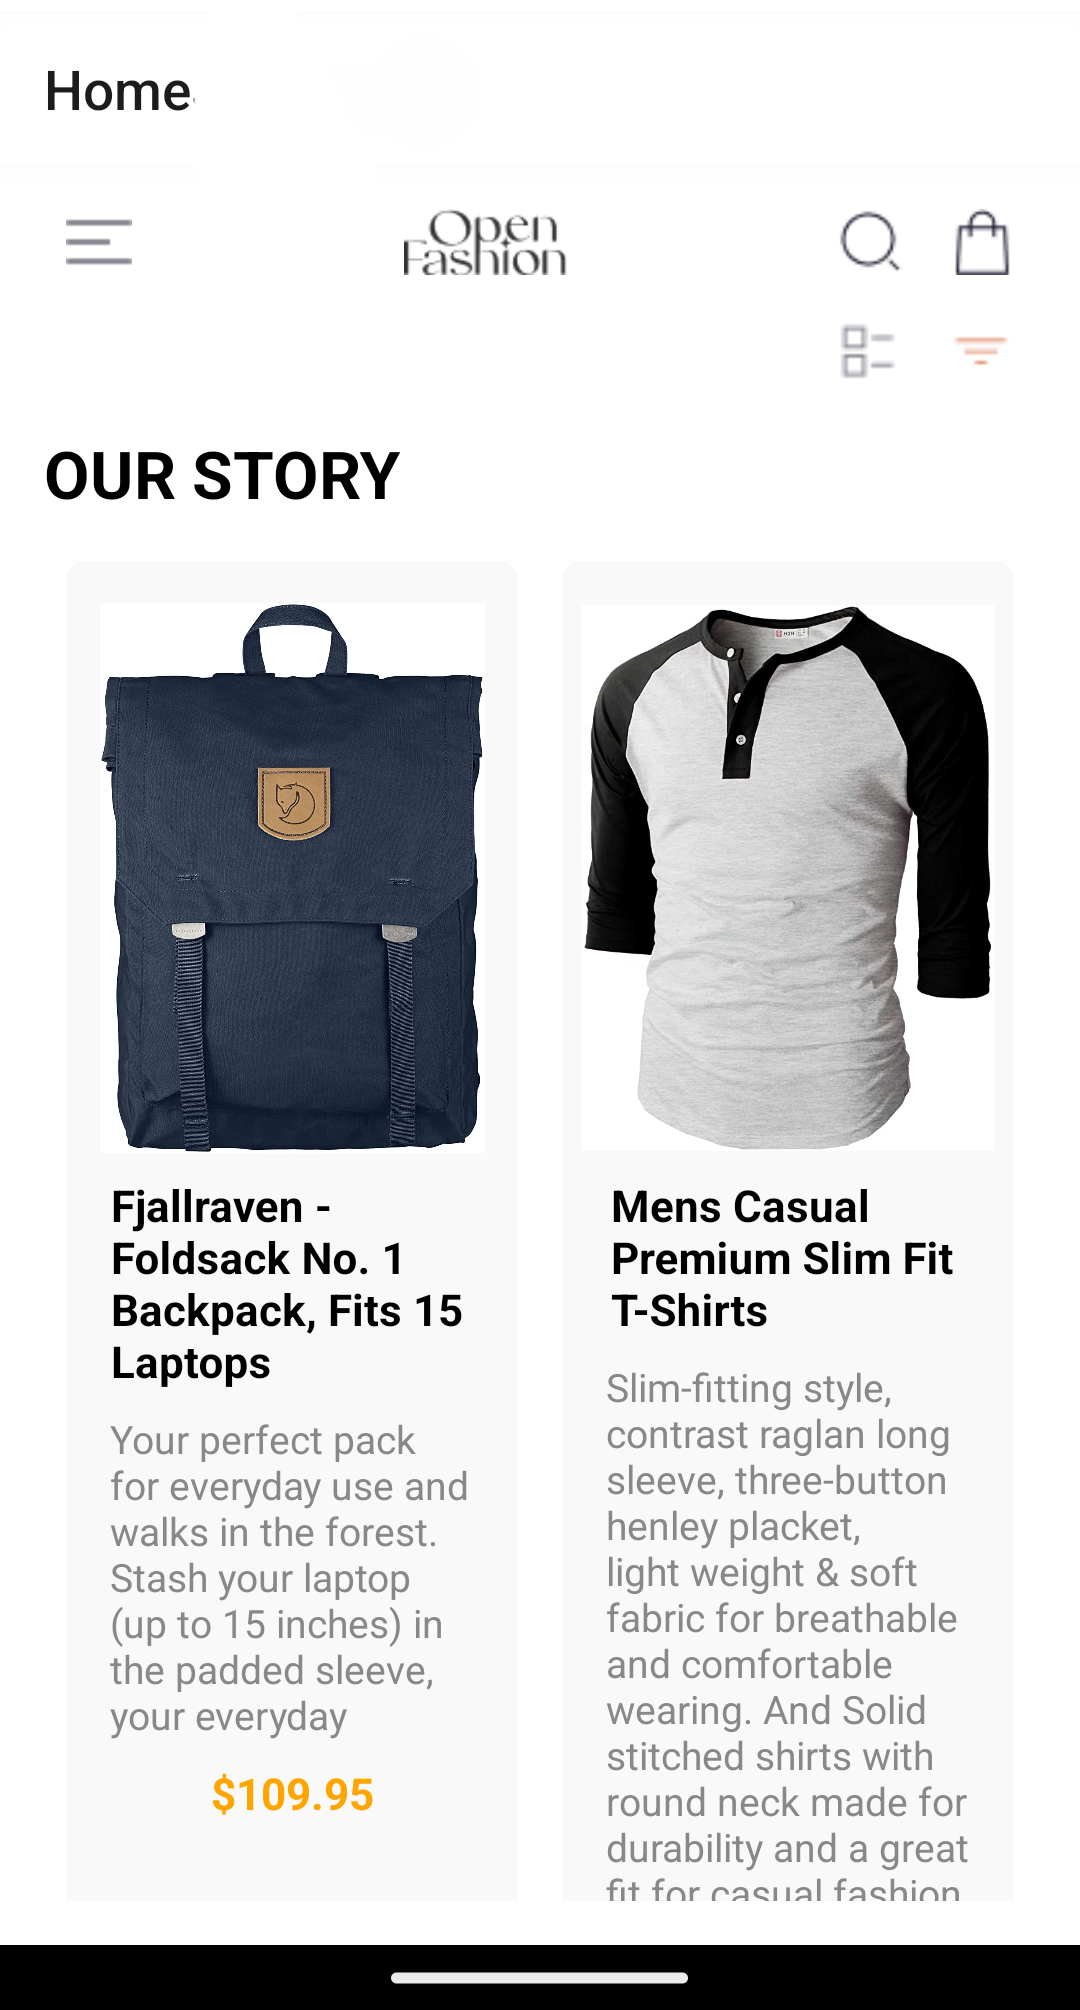 Home
Open
Fashion
OUR STORY
Fjallraven -
Foldsack No. 1
Backpack, Fits 15
Laptops
Your perfect pack
for everyday use and
walks in the forest.
Stash your laptop
(up to 15 inches) in
the padded sleeve,
your everyday
$109.95
Mens Casual
Premium Slim Fit
T-Shirts
Slim-fitting style,
contrast raglan long
sleeve, three-button
henley placket,
light weight & soft
fabric for breathable
and comfortable
wearing. And Solid
stitched shirts with
round neck made for
durability and a great
fit for casual fashion